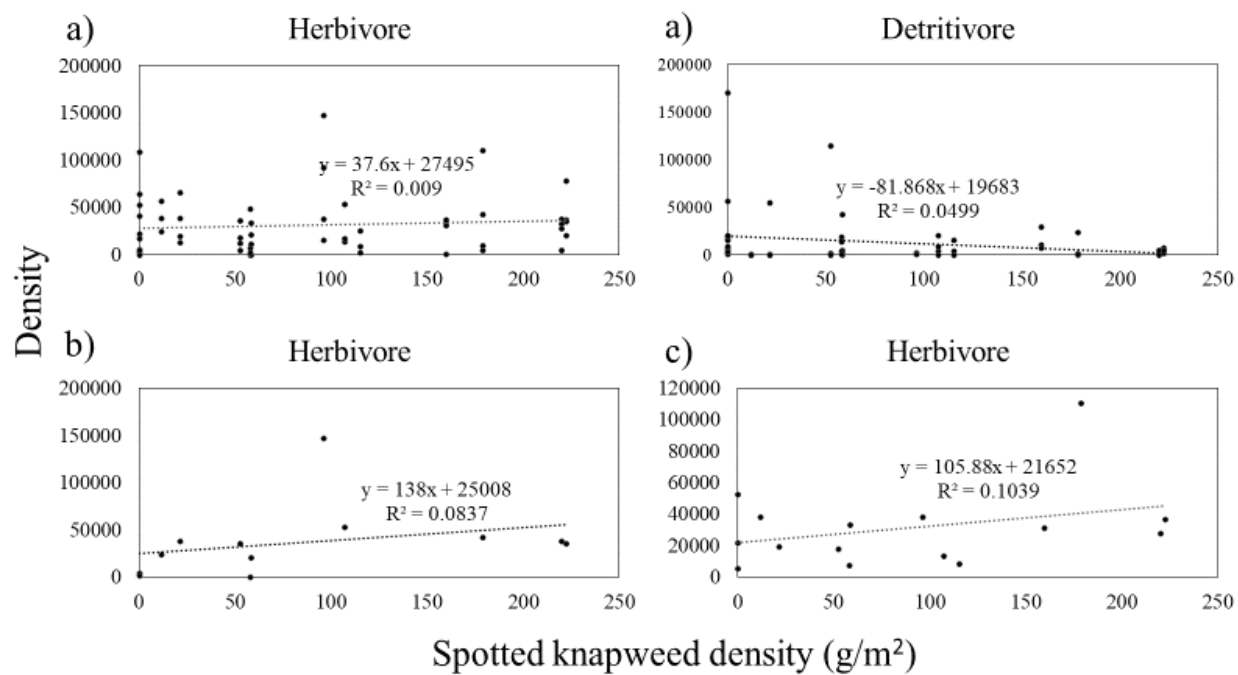 a) Herbivore
200000
150000
100000
50000
0
y = 37.6x + 27495
R² = 0.009
0 50 100 150 200 250
a) Detritivore
200000
150000
100000
50000
0
y = -81.868x + 19683
R² = 0.0499
0 50 100 150 200 250
Density
b) Herbivore
200000
150000
100000
50000
0
y = 138x + 25008
R² = 0.0837
0 50 100 150 200 250
c) Herbivore
120000
100000
80000
60000
40000
20000
0
y = 105.88x + 21652
R² = 0.1039
0 50 100 150 200 250
Spotted knapweed density (g/m²)